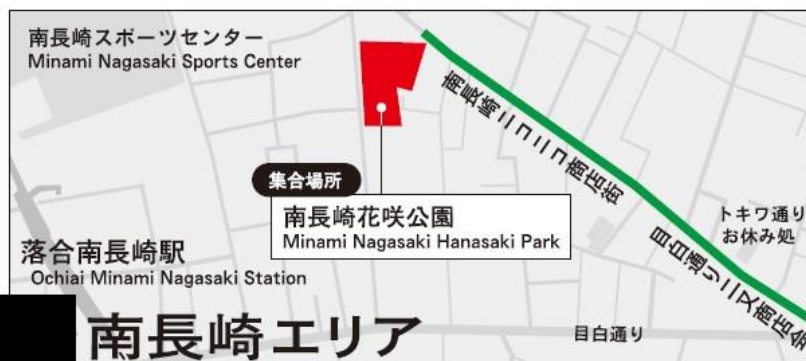 南長崎スポーツセンター
Minami Nagasaki Sports Center
南長崎ニコニコ商店街
集合場所
南長崎花咲公園
Minami Nagasaki Hanasaki Park
トキワ通り
お休み処
目白通り二又商店会
落合南長崎駅
Ochiai Minami Nagasaki Station
南長崎エリア
目白通り